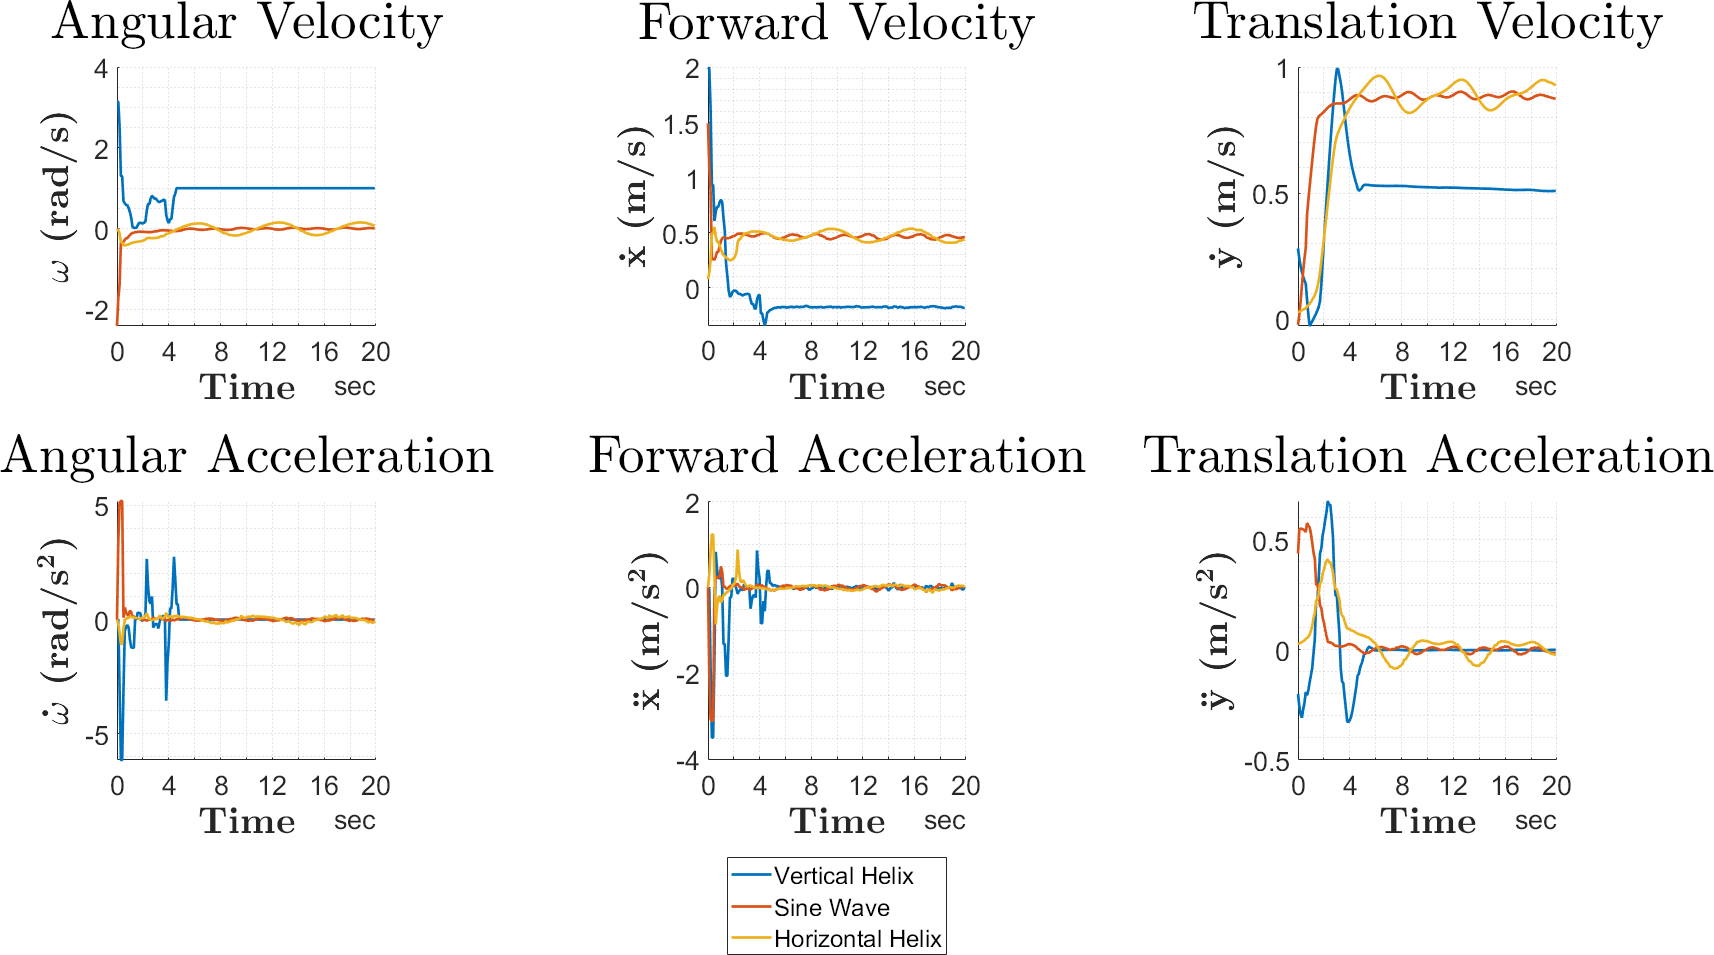 Angular Velocity
4
2
0
-2
ω (rad/s)
0 4 8 12 16 20
Time sec
Forward Velocity
2
1.5
1
0.5
0
ẋ (m/s)
0 4 8 12 16 20
Time sec
Translation Velocity
1
0.5
0
ẏ (m/s)
0 4 8 12 16 20
Time sec
Angular Acceleration
5
0
-5
ω̇ (rad/s²)
0 4 8 12 16 20
Time sec
Forward Acceleration
2
0
-2
-4
ẍ (m/s²)
0 4 8 12 16 20
Time sec
Translation Acceleration
0.5
0
-0.5
ÿ (m/s²)
0 4 8 12 16 20
Time sec
Vertical Helix
Sine Wave
Horizontal Helix